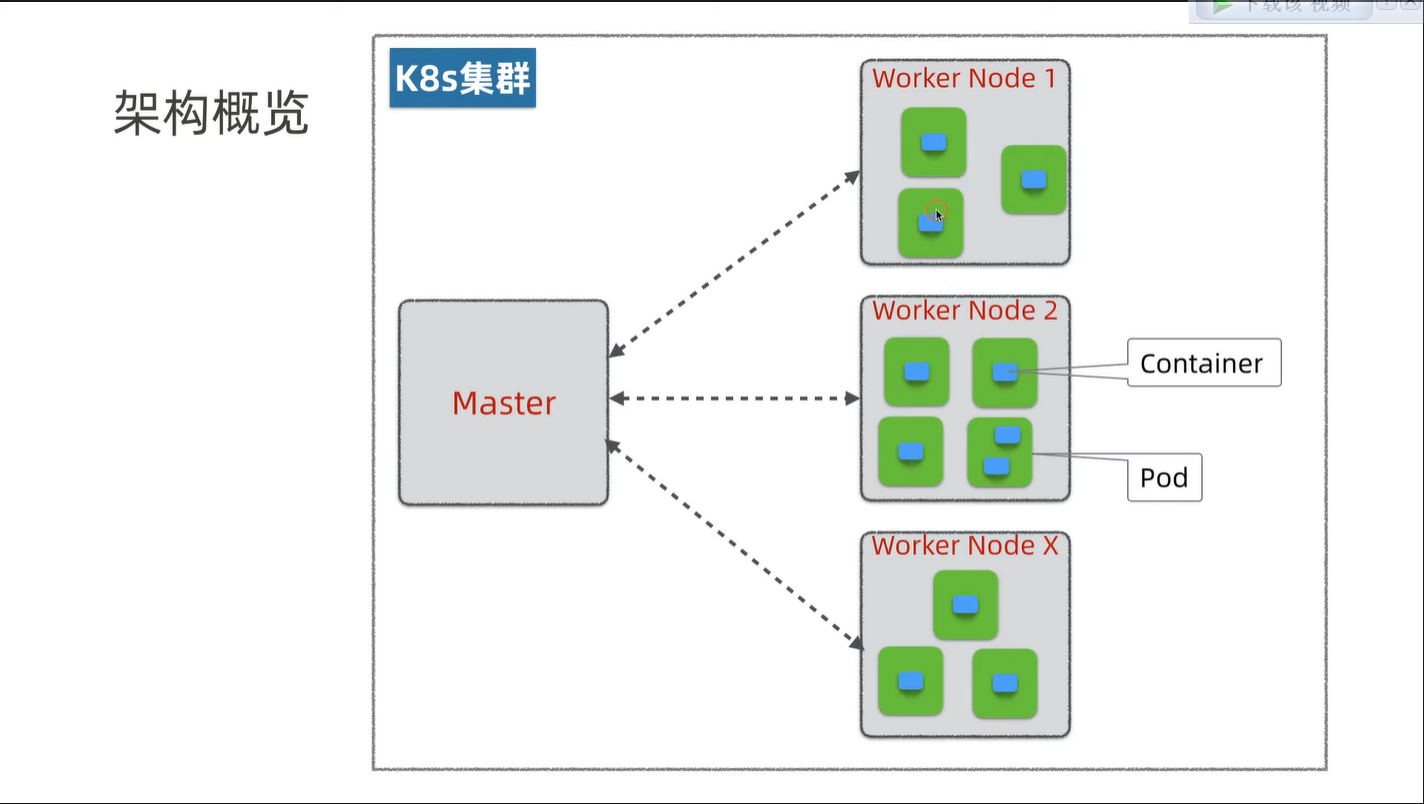 下载该视频
架构概览
K8s集群
Worker Node 1
Master
Worker Node 2
Container
Pod
Worker Node X